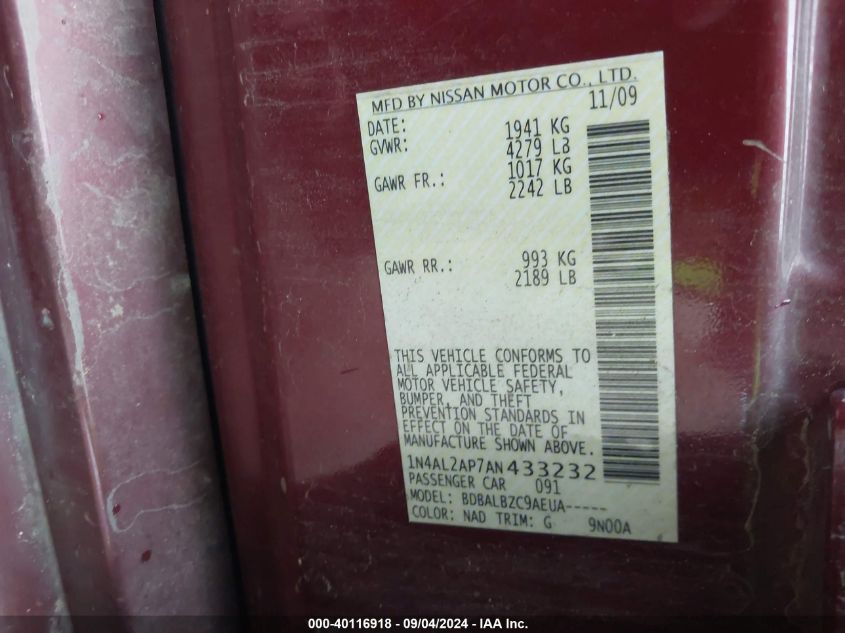 MFD BY NISSAN MOTOR CO., LTD.
DATE: 11/09
GVWR: 1941 KG
4279 LB
GAWR FR.: 1017 KG
2242 LB
GAWR RR.: 993 KG
2189 LB
THIS VEHICLE CONFORMS TO
ALL APPLICABLE FEDERAL
MOTOR VEHICLE SAFETY,
BUMPER, AND THEFT
PREVENTION STANDARDS IN
EFFECT ON THE DATE OF
MANUFACTURE SHOWN ABOVE.
1N4AL2AP7AN433232
PASSENGER CAR 091
MODEL: BDBALBZC9AEUA-----
COLOR: NAD TRIM: G 9N00A
000-40116918 - 09/04/2024 - IAA Inc.